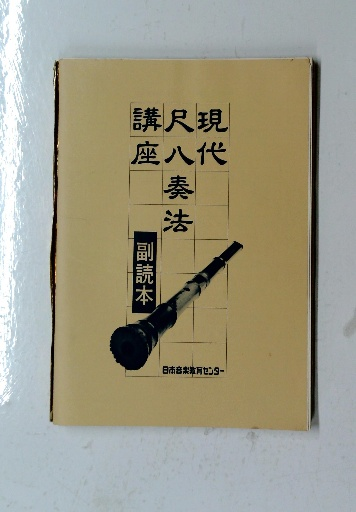 現代
尺八奏法
講座
副読本
日本音楽教育センター